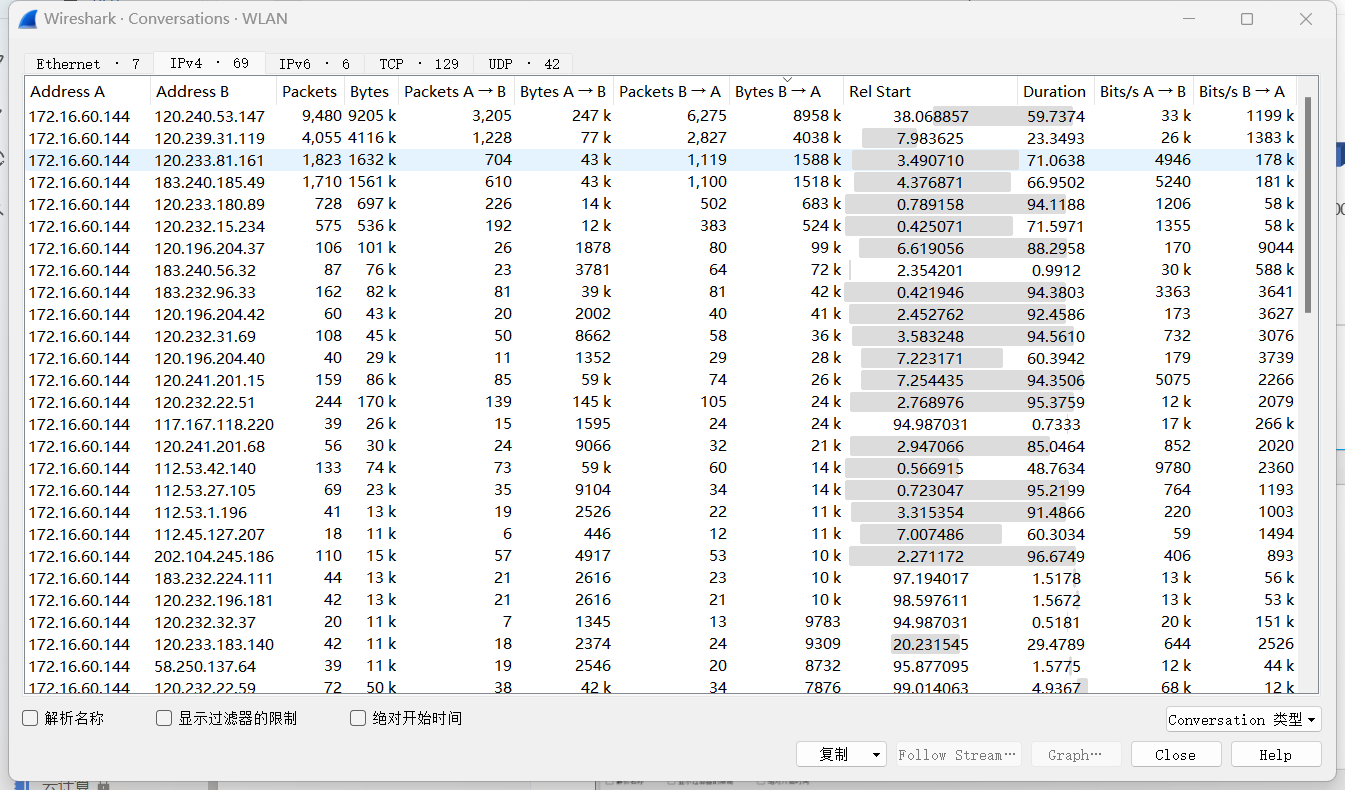 Wireshark · Conversations · WLAN
Ethernet · 7 IPv4 · 69 IPv6 · 6 TCP · 129 UDP · 42
Address A Address B Packets Bytes Packets A → B Bytes A → B Packets B → A Bytes B → A Rel Start Duration Bits/s A → B Bits/s B → A
172.16.60.144 120.240.53.147 9,480 9205 k 3,205 247 k 6,275 8958 k 38.068857 59.7374 33 k 1199 k
172.16.60.144 120.239.31.119 4,055 4116 k 1,228 77 k 2,827 4038 k 7.983625 23.3493 26 k 1383 k
172.16.60.144 120.233.81.161 1,823 1632 k 704 43 k 1,119 1588 k 3.490710 71.0638 4946 178 k
172.16.60.144 183.240.185.49 1,710 1561 k 610 43 k 1,100 1518 k 4.376871 66.9502 5240 181 k
172.16.60.144 120.233.180.89 728 697 k 226 14 k 502 683 k 0.789158 94.1188 1206 58 k
172.16.60.144 120.232.15.234 575 536 k 192 12 k 383 524 k 0.425071 71.5971 1355 58 k
172.16.60.144 120.196.204.37 106 101 k 26 1878 80 99 k 6.619056 88.2958 170 9044
172.16.60.144 183.240.56.32 87 76 k 23 3781 64 72 k 2.354201 0.9912 30 k 588 k
172.16.60.144 183.232.96.33 162 82 k 81 39 k 81 42 k 0.421946 94.3803 3363 3641
172.16.60.144 120.196.204.42 60 43 k 20 2002 40 41 k 2.452762 92.4586 173 3627
172.16.60.144 120.232.31.69 108 45 k 50 8662 58 36 k 3.583248 94.5610 732 3076
172.16.60.144 120.196.204.40 40 29 k 11 1352 29 28 k 7.223171 60.3942 179 3739
172.16.60.144 120.241.201.15 159 86 k 85 59 k 74 26 k 7.254435 94.3506 5075 2266
172.16.60.144 120.232.22.51 244 170 k 139 145 k 105 24 k 2.768976 95.3759 12 k 2079
172.16.60.144 117.167.118.220 39 26 k 15 1595 24 24 k 94.987031 0.7333 17 k 266 k
172.16.60.144 120.241.201.68 56 30 k 24 9066 32 21 k 2.947066 85.0464 852 2020
172.16.60.144 112.53.42.140 133 74 k 73 59 k 60 14 k 0.566915 48.7634 9780 2360
172.16.60.144 112.53.27.105 69 23 k 35 9104 34 14 k 0.723047 95.2199 764 1193
172.16.60.144 112.53.1.196 41 13 k 19 2526 22 11 k 3.315354 91.4866 220 1003
172.16.60.144 112.45.127.207 18 11 k 6 446 12 11 k 7.007486 60.3034 59 1494
172.16.60.144 202.104.245.186 110 15 k 57 4917 53 10 k 2.271172 96.6749 406 893
172.16.60.144 183.232.224.111 44 13 k 21 2616 23 10 k 97.194017 1.5178 13 k 56 k
172.16.60.144 120.232.196.181 42 13 k 21 2616 21 10 k 98.597611 1.5672 13 k 53 k
172.16.60.144 120.232.32.37 20 11 k 7 1345 13 9783 94.987031 0.5181 20 k 151 k
172.16.60.144 120.233.183.140 42 11 k 18 2374 24 9309 20.231545 29.4789 644 2526
172.16.60.144 58.250.137.64 39 11 k 19 2546 20 8732 95.877095 1.5775 12 k 44 k
172.16.60.144 120.232.22.59 72 50 k 38 42 k 34 7876 99.014063 4.9367 68 k 12 k
解析名称 显示过滤器的限制 绝对开始时间
Conversation 类型
复制 Follow Stream… Graph… Close Help
云计算